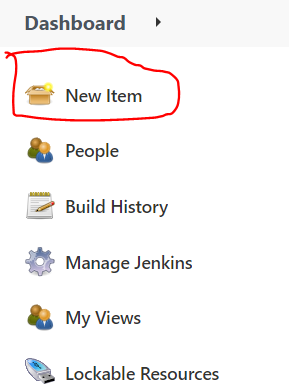 Dashboard
New Item
People
Build History
Manage Jenkins
My Views
Lockable Resources